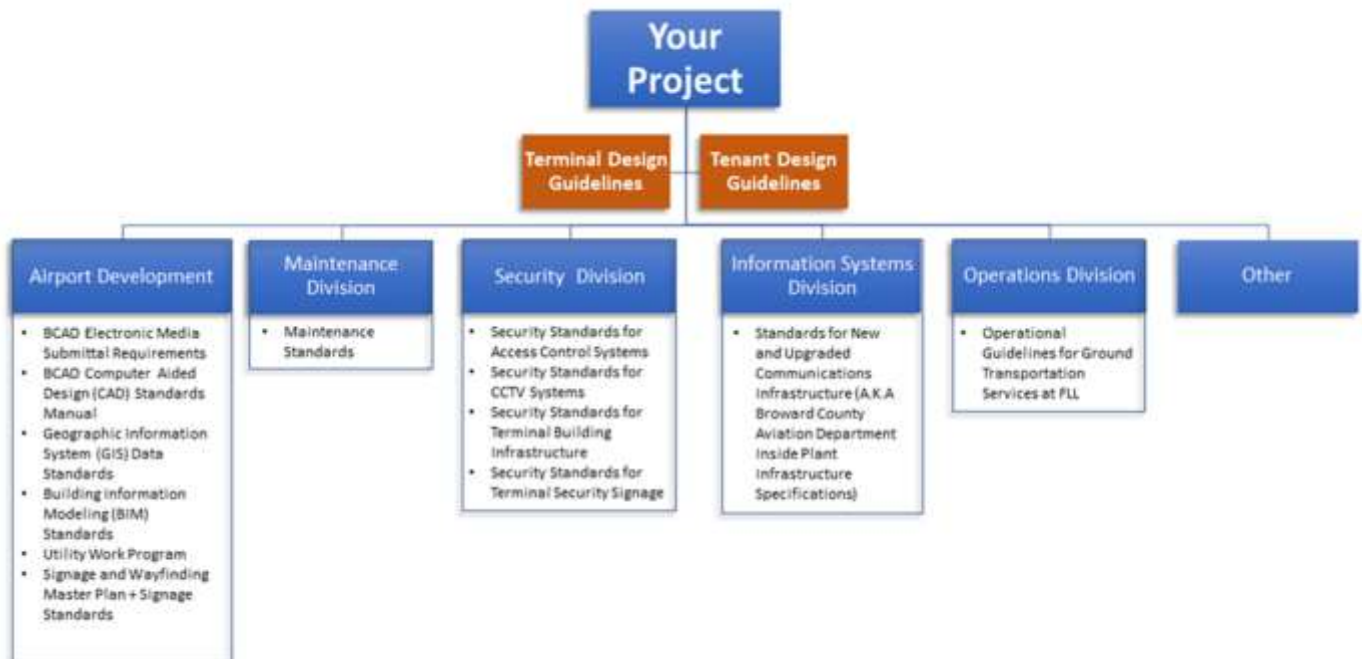 Your
Project
Terminal Design
Guidelines
Tenant Design
Guidelines
Airport Development
• BCAD Electronic Media
Submittal Requirements
• BCAD Computer Aided
Design (CAD) Standards
Manual
• Geographic Information
System (GIS) Data
Standards
• Building Information
Modeling (BIM)
Standards
• Utility Work Program
• Signage and Wayfinding
Master Plan + Signage
Standards
Maintenance
Division
• Maintenance
Standards
Security Division
• Security Standards for
Access Control Systems
• Security Standards for
CCTV Systems
• Security Standards for
Terminal Building
Infrastructure
• Security Standards for
Terminal Security Signage
Information Systems
Division
• Standards for New
and Upgraded
Communications
Infrastructure (A.K.A
Broward County
Aviation Department
Inside Plant
Infrastructure
Specifications)
Operations Division
• Operational
Guidelines for Ground
Transportation
Services at FLL
Other